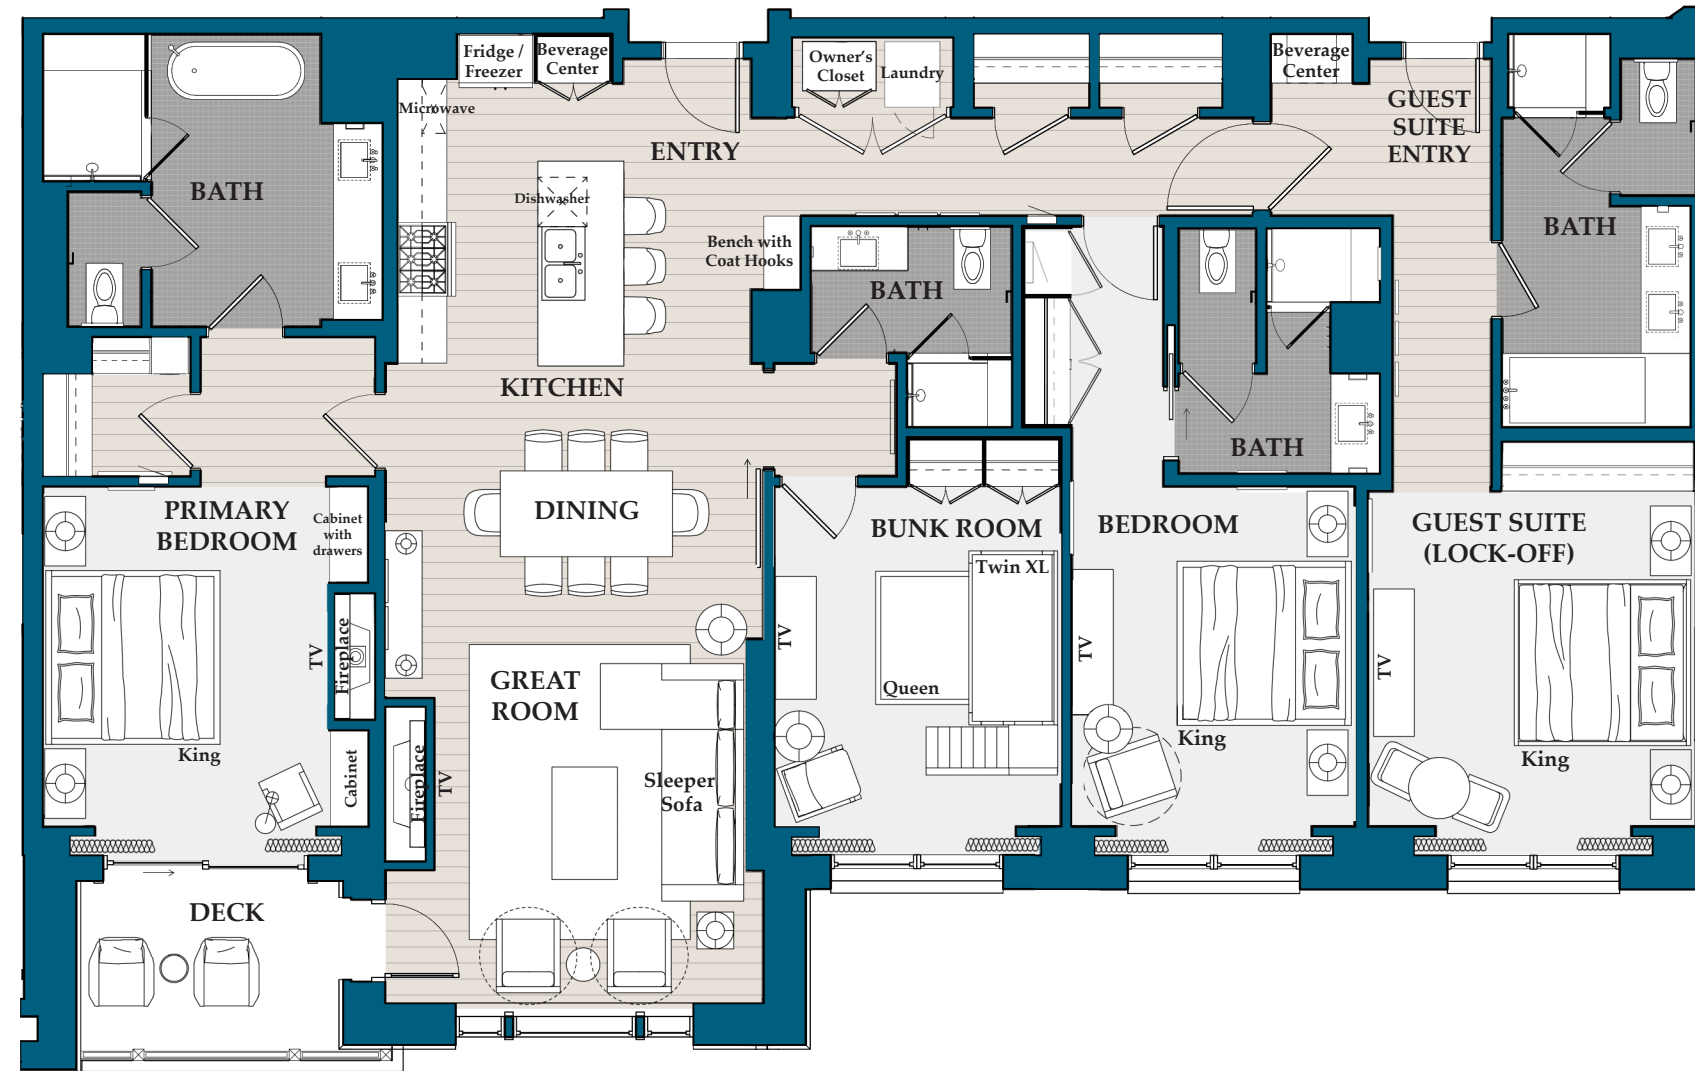 Fridge /
Freezer
Beverage
Center
Owner's
Closet
Laundry
Beverage
Center
Microwave
GUEST
SUITE
ENTRY
ENTRY
BATH
Dishwasher
BATH
Bench with
Coat Hooks
BATH
KITCHEN
BATH
PRIMARY
BEDROOM
Cabinet
with
drawers
DINING
BUNK ROOM
BEDROOM
GUEST SUITE
(LOCK-OFF)
Twin XL
TV
Fireplace
TV
TV
TV
GREAT
ROOM
Queen
King
King
King
Cabinet
Fireplace
TV
Sleeper
Sofa
DECK